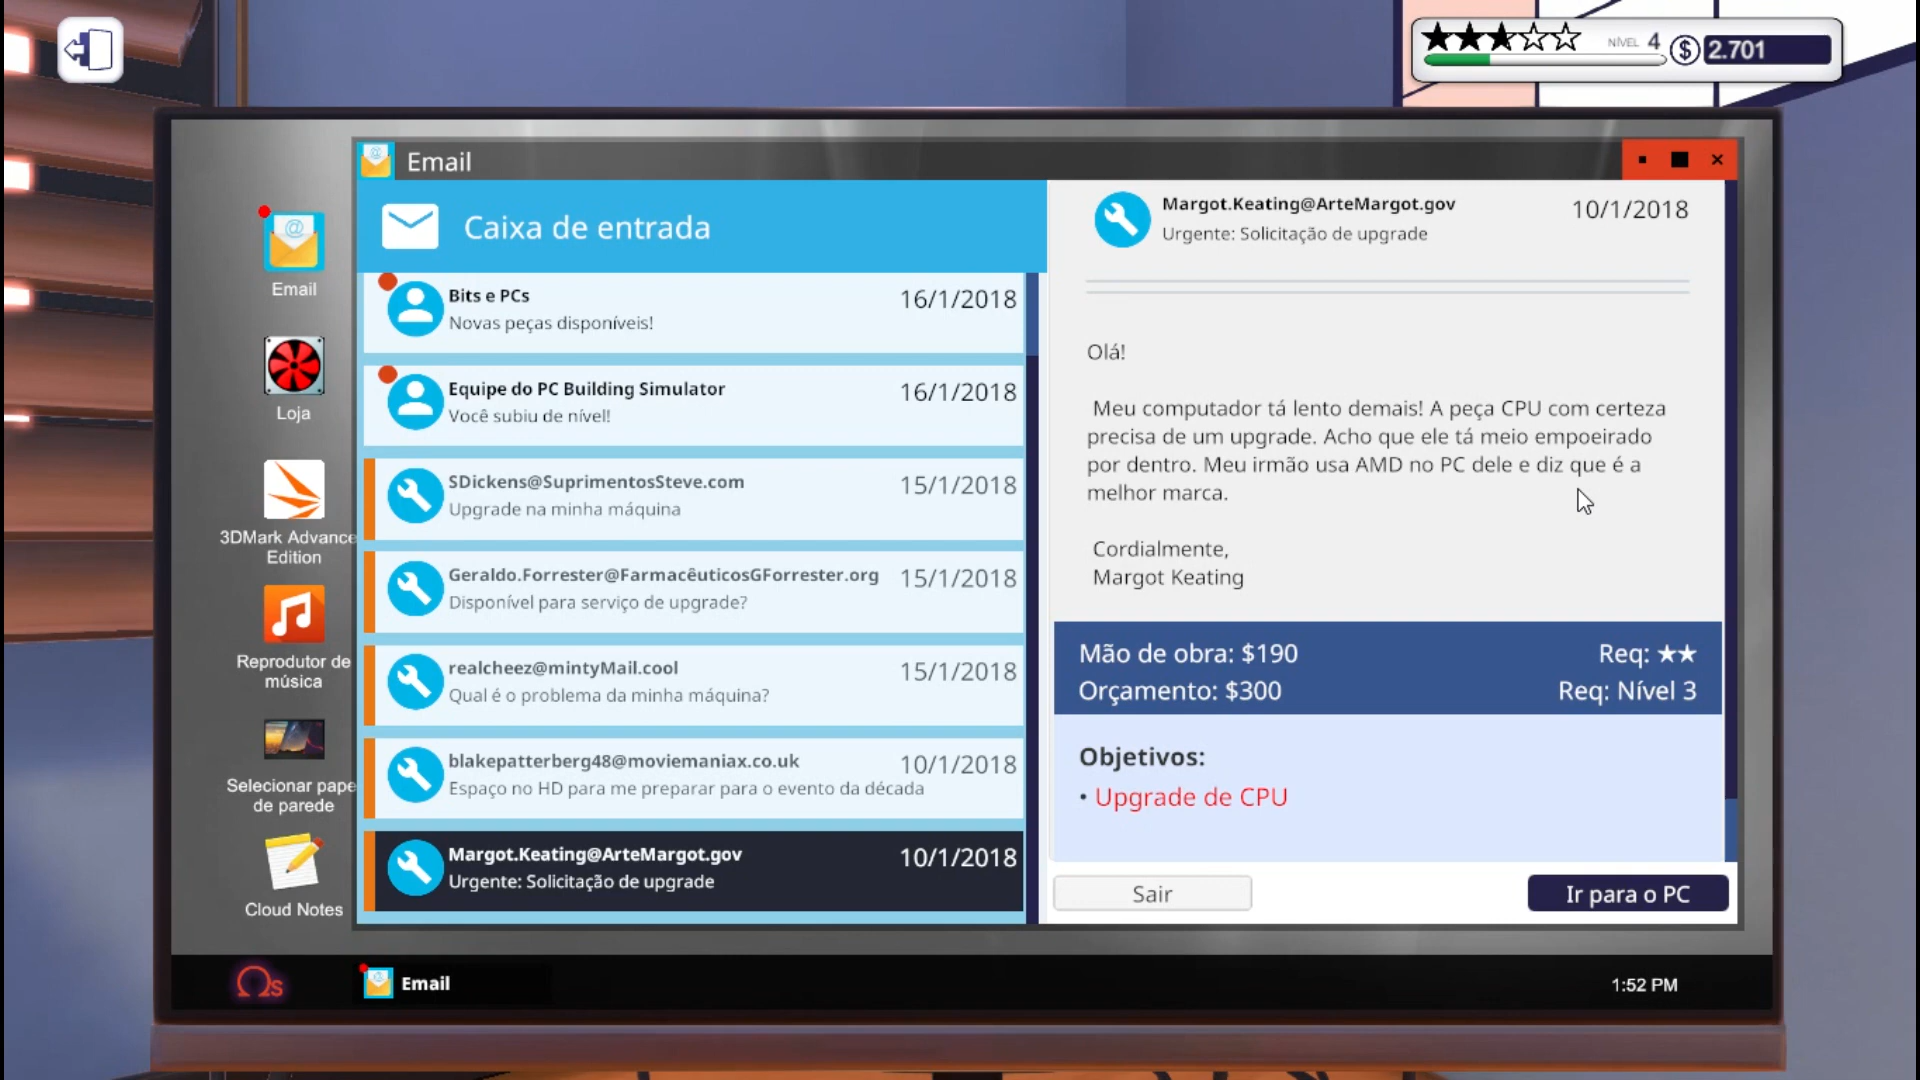 NÍVEL 4
2.701
Email
Caixa de entrada
Bits e PCs
16/1/2018
Novas peças disponíveis!
Equipe do PC Building Simulator
16/1/2018
Você subiu de nível!
SDickens@SuprimentosSteve.com
15/1/2018
Upgrade na minha máquina
Geraldo.Forrester@FarmacêuticosGForrester.org
15/1/2018
Disponível para serviço de upgrade?
realcheez@mintyMail.cool
15/1/2018
Qual é o problema da minha máquina?
blakepatterberg48@moviemaniax.co.uk
10/1/2018
Espaço no HD para me preparar para o evento da década
Margot.Keating@ArteMargot.gov
10/1/2018
Urgente: Solicitação de upgrade
Margot.Keating@ArteMargot.gov
10/1/2018
Urgente: Solicitação de upgrade
Olá!
Meu computador tá lento demais! A peça CPU com certeza
precisa de um upgrade. Acho que ele tá meio empoeirado
por dentro. Meu irmão usa AMD no PC dele e diz que é a
melhor marca.
Cordialmente,
Margot Keating
Mão de obra: $190
Req: ★★
Orçamento: $300
Req: Nível 3
Objetivos:
• Upgrade de CPU
Sair
Ir para o PC
Email
Loja
3DMark Advance
Edition
Reprodutor de
música
Selecionar pape
de parede
Cloud Notes
Ωs
Email
1:52 PM